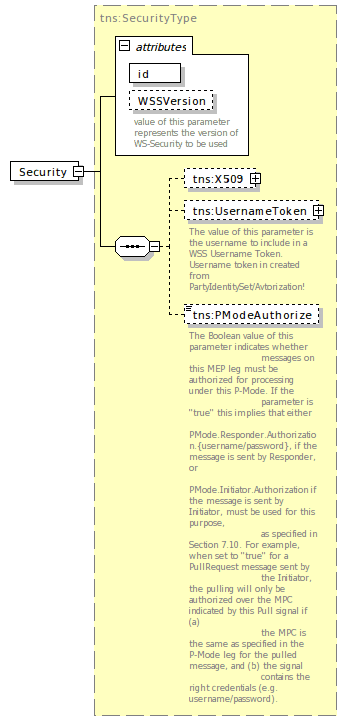 tns:SecurityType
attributes
id
WSSVersion
value of this parameter
represents the version of
WS-Security to be used
Security
tns:X509
tns:UsernameToken
The value of this parameter is
the username to include in a
WSS Username Token.
Username token in created
from
PartyIdentitySet/Avtorization!
tns:PModeAuthorize
The Boolean value of this
parameter indicates whether
messages on
this MEP leg must be
authorized for processing
under this P-Mode. If the
parameter is
"true" this implies that either
PMode.Responder.Authorizatio
n.{username/password}, if the
message is sent by Responder,
or
PMode.Initiator.Authorization if
the message is sent by
Initiator, must be used for this
purpose,
as specified in
Section 7.10. For example,
when set to "true" for a
PullRequest message sent by
the Initiator,
the pulling will only be
authorized over the MPC
indicated by this Pull signal if
(a)
the MPC is
the same as specified in the
P-Mode leg for the pulled
message, and (b) the signal
contains the
right credentials (e.g.
username/password).